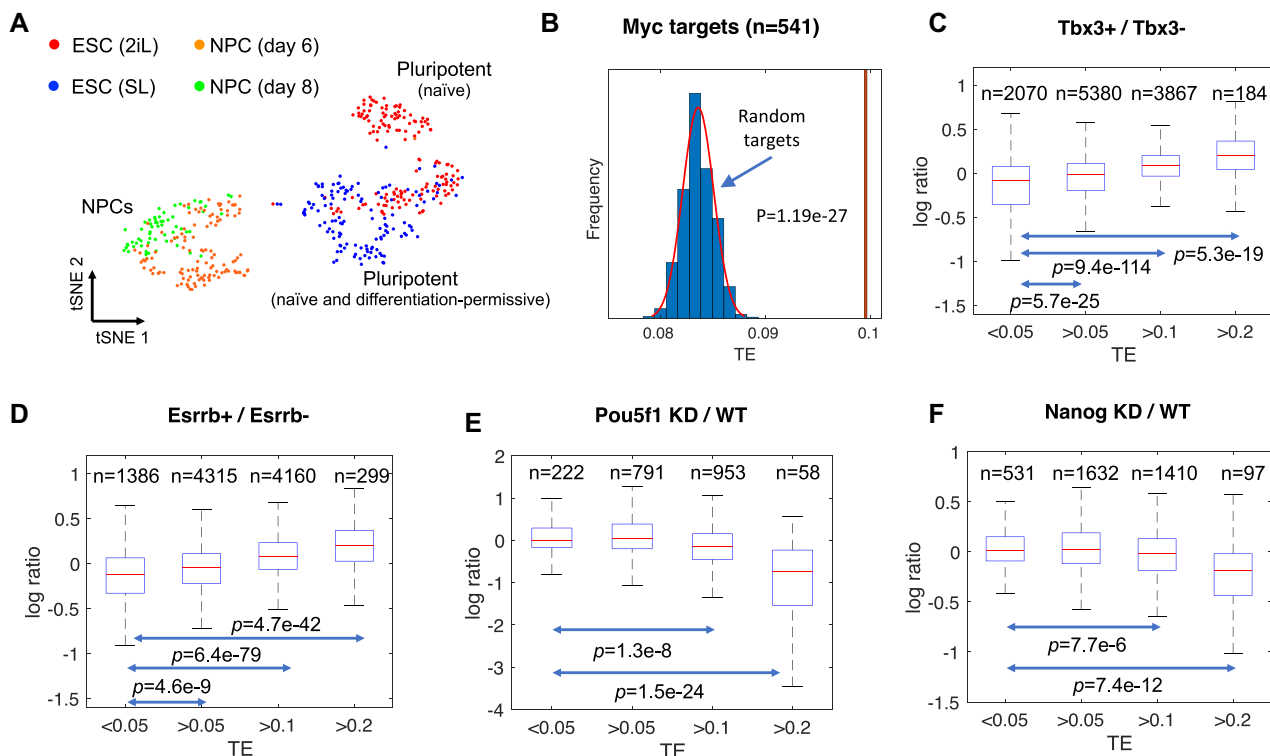 A
ESC (2iL)
NPC (day 6)
ESC (SL)
NPC (day 8)
Pluripotent
(naïve)
NPCs
Pluripotent
(naïve and differentiation-permissive)
tSNE 2
tSNE 1
B
Myc targets (n=541)
Frequency
Random
targets
P=1.19e-27
0.08
0.09
0.1
TE
C
Tbx3+ / Tbx3-
log ratio
1
0.5
0
-0.5
-1
-1.5
n=2070 n=5380 n=3867 n=184
p=5.3e-19
p=9.4e-114
p=5.7e-25
<0.05 >0.05 >0.1 >0.2
TE
D
Esrrb+ / Esrrb-
log ratio
1
0.5
0
-0.5
-1
-1.5
n=1386 n=4315 n=4160 n=299
p=4.7e-42
p=6.4e-79
p=4.6e-9
<0.05 >0.05 >0.1 >0.2
TE
E
Pou5f1 KD / WT
log ratio
2
1
0
-1
-2
-3
-4
n=222 n=791 n=953 n=58
p=1.3e-8
p=1.5e-24
<0.05 >0.05 >0.1 >0.2
TE
F
Nanog KD / WT
log ratio
1
0.5
0
-0.5
-1
-1.5
n=531 n=1632 n=1410 n=97
p=7.7e-6
p=7.4e-12
<0.05 >0.05 >0.1 >0.2
TE